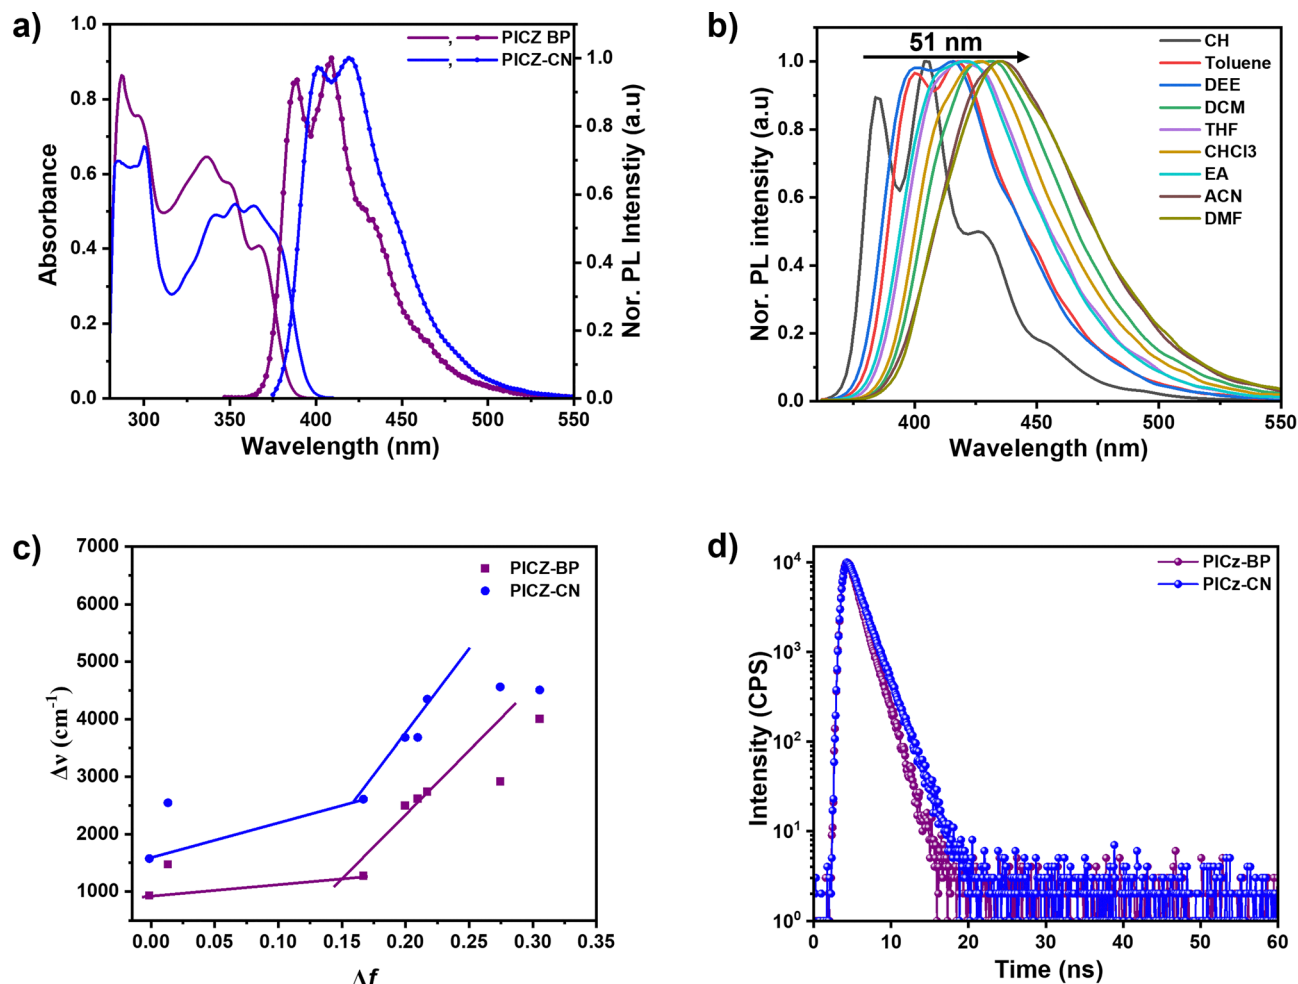 a)
1.0
0.8
0.6
0.4
0.2
0.0
Absorbance
300 350 400 450 500 550
Wavelength (nm)
1.0
0.8
0.6
0.4
0.2
0.0
Nor. PL Intenstiy (a.u)
, PICZ BP
, PICZ-CN
b)
51 nm
1.0
0.8
0.6
0.4
0.2
0.0
Nor. PL intensity (a.u)
400 450 500 550
Wavelength (nm)
CH
Toluene
DEE
DCM
THF
CHCl3
EA
ACN
DMF
c)
7000
6000
5000
4000
3000
2000
1000
Δν (cm⁻¹)
0.00 0.05 0.10 0.15 0.20 0.25 0.30 0.35
Δf
PICZ-BP
PICZ-CN
d)
10⁴
10³
10²
10¹
10⁰
Intensity (CPS)
0 10 20 30 40 50 60
Time (ns)
PICz-BP
PICz-CN